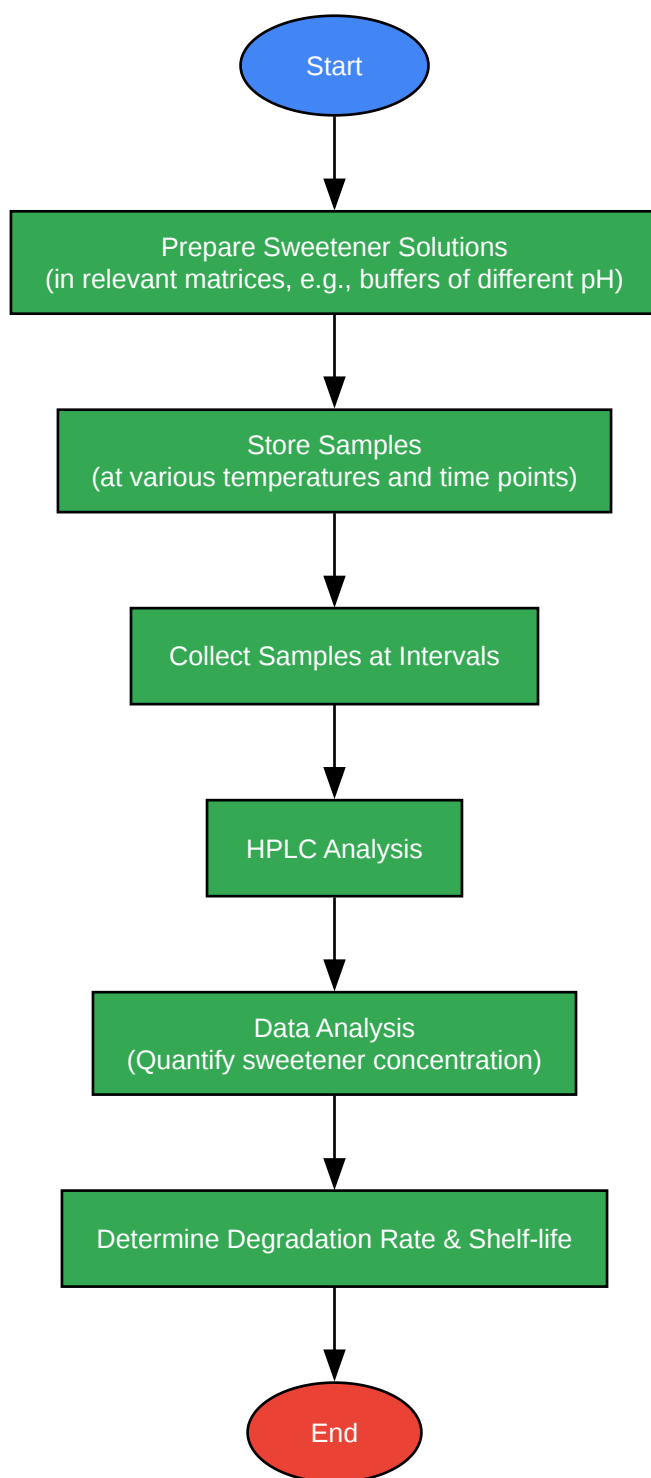 Start
Prepare Sweetener Solutions
(in relevant matrices, e.g., buffers of different pH)
Store Samples
(at various temperatures and time points)
Collect Samples at Intervals
HPLC Analysis
Data Analysis
(Quantify sweetener concentration)
Determine Degradation Rate & Shelf-life
End